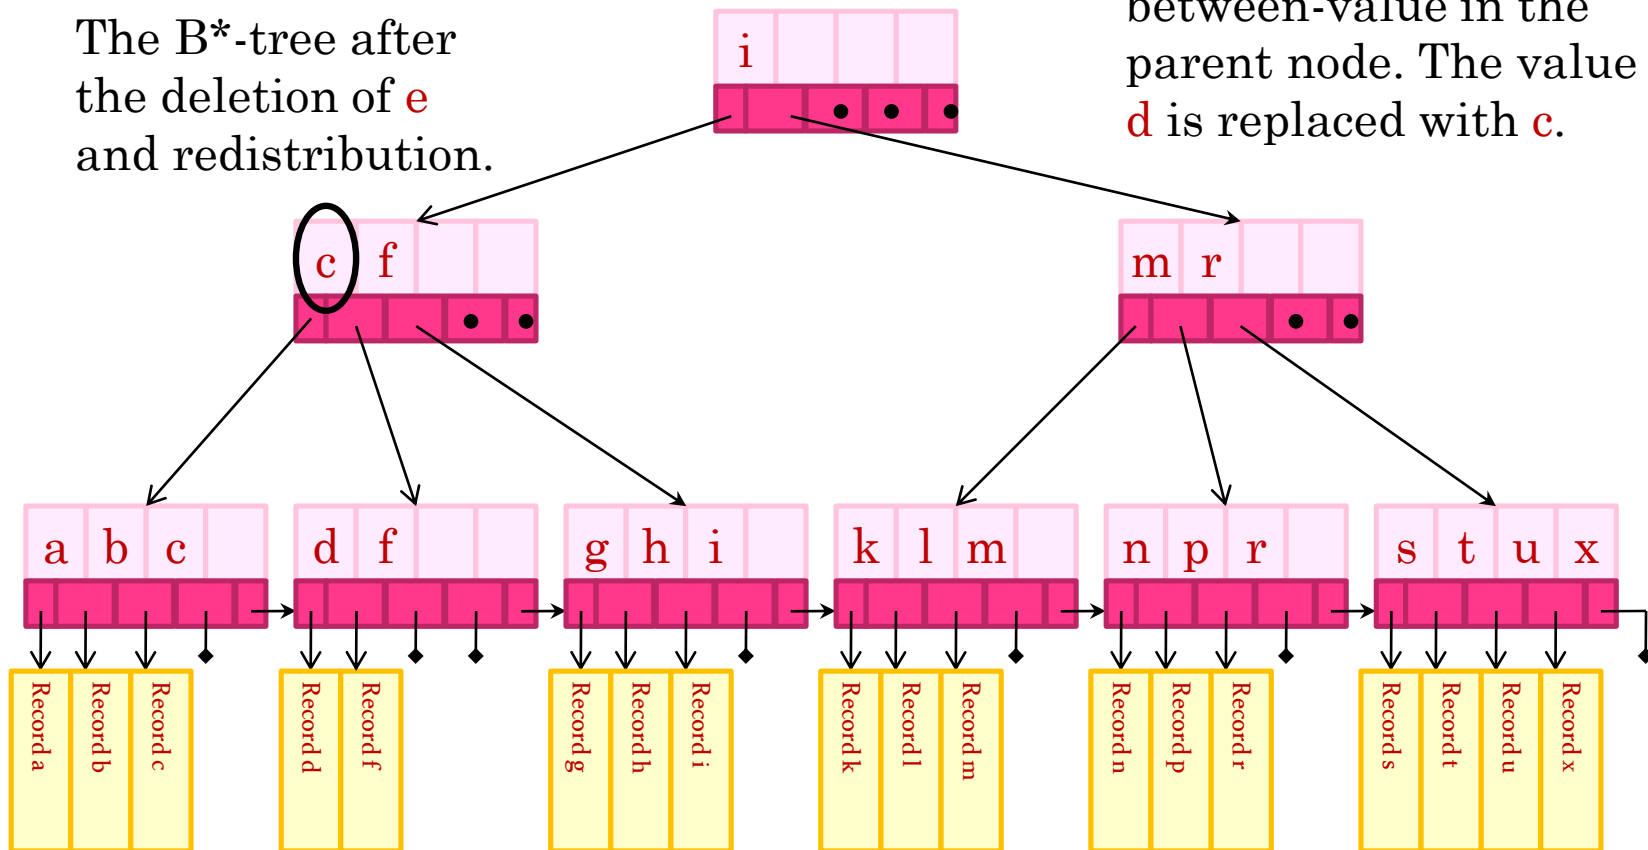 The B*-tree after
the deletion of e
and redistribution.
between-value in the
parent node. The value
d is replaced with c.
i
c f
m r
a b c
d f
g h i
k l m
n p r
s t u x
Record a
Record b
Record c
Record d
Record f
Record g
Record h
Record i
Record k
Record l
Record m
Record n
Record p
Record r
Record s
Record t
Record u
Record x